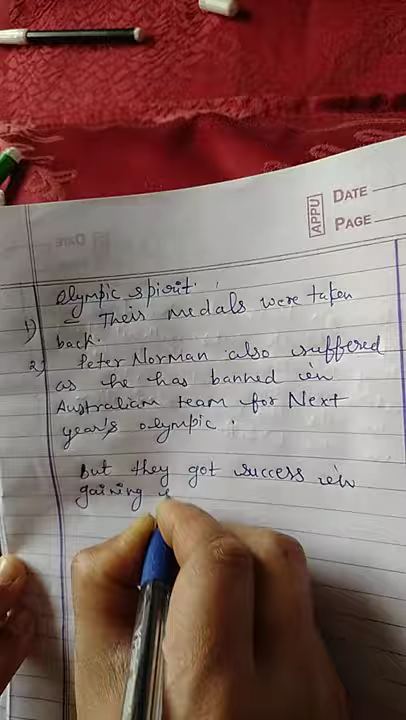 APPU
DATE
PAGE
olympic spirit.
1) - Their medals were taken
back.
2) Peter Norman also suffered
as he has banned in
Australian team for Next
year's olympic.
But they got success in
gaining